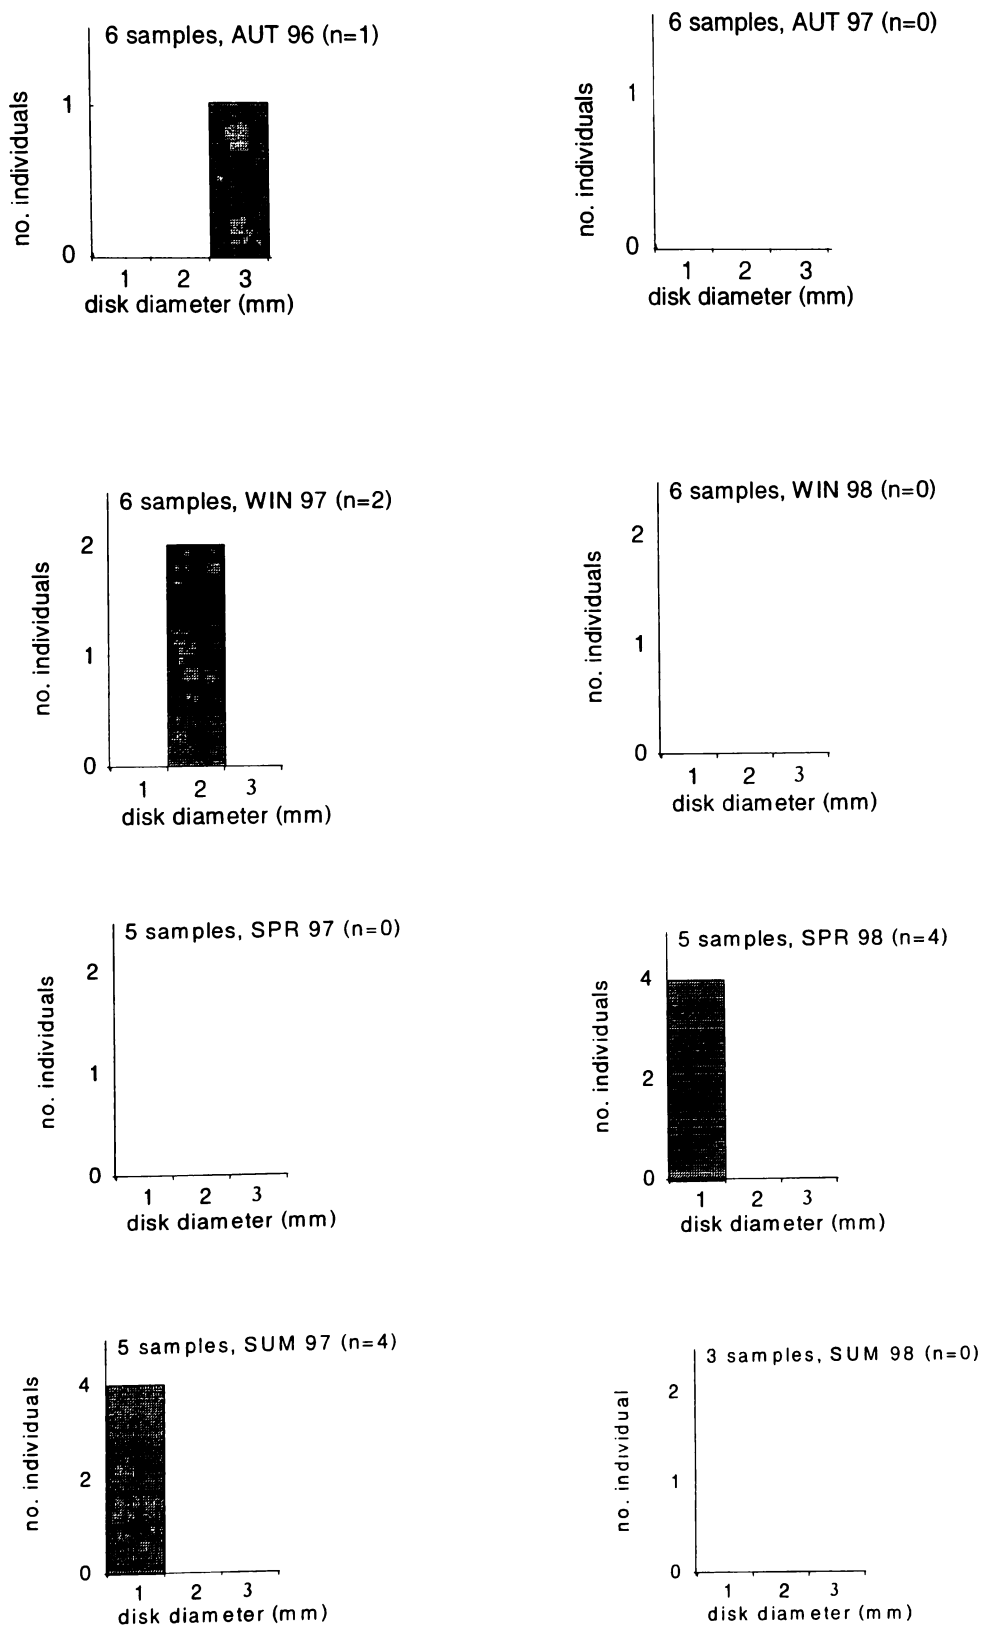 6 samples, AUT 96 (n=1)
no. individuals
1
0
1 2 3
disk diameter (mm)
6 samples, AUT 97 (n=0)
no. individuals
1
0
1 2 3
disk diameter (mm)
6 samples, WIN 97 (n=2)
no. individuals
2
1
0
1 2 3
disk diameter (mm)
6 samples, WIN 98 (n=0)
no. individuals
2
1
0
1 2 3
disk diameter (mm)
5 samples, SPR 97 (n=0)
no. individuals
2
1
0
1 2 3
disk diameter (mm)
5 samples, SPR 98 (n=4)
no. individuals
4
2
0
1 2 3
disk diameter (mm)
5 samples, SUM 97 (n=4)
no. individuals
4
2
0
1 2 3
disk diameter (mm)
3 samples, SUM 98 (n=0)
no. individual
2
1
0
1 2 3
disk diameter (mm)